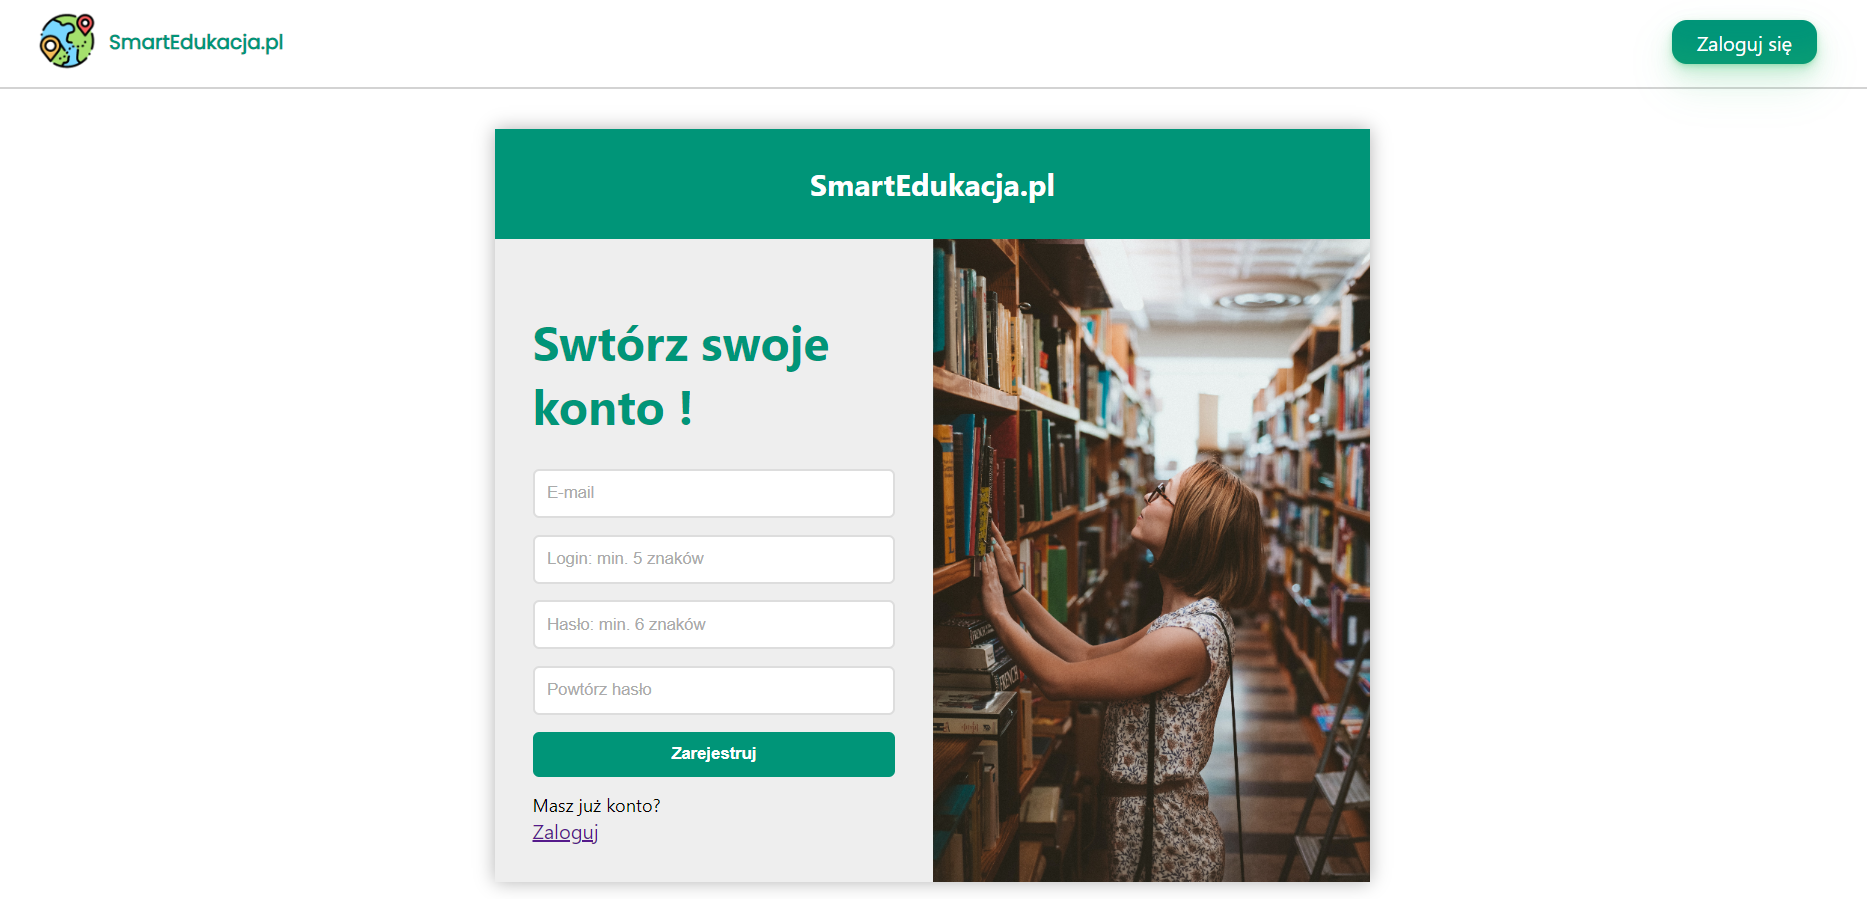 SmartEdukacja.pl
Zaloguj się
SmartEdukacja.pl
Swtórz swoje
konto !
E-mail
Login: min. 5 znaków
Hasło: min. 6 znaków
Powtórz hasło
Zarejestruj
Masz już konto?
Zaloguj
FRENCH